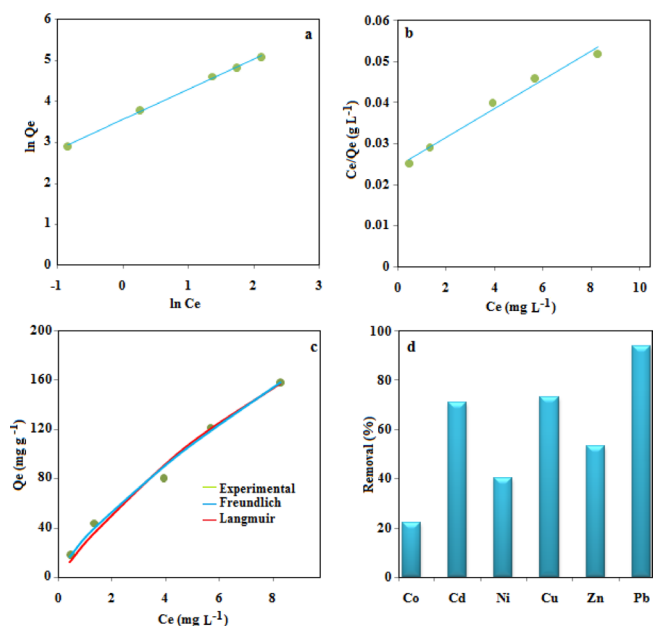 a
6
5
4
3
2
1
0
ln Qe
-1 0 1 2 3
ln Ce
b
0.06
0.05
0.04
0.03
0.02
0.01
0
Ce/Qe (g L⁻¹)
0 2 4 6 8 10
Ce (mg L⁻¹)
c
200
160
120
80
40
0
Qe (mg g⁻¹)
Experimental
Freundlich
Langmuir
0 2 4 6 8
Ce (mg L⁻¹)
d
100
80
60
40
20
0
Removal (%)
Co Cd Ni Cu Zn Pb